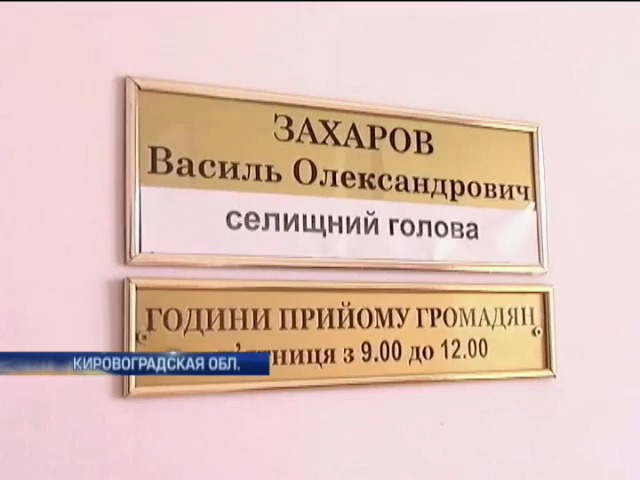 ЗАХАРОВ
Василь Олександрович
селищний голова
ГОДИНИ ПРИЙОМУ ГРОМАДЯН
з 9.00 до 12.00
КИРОВОГРАДСКАЯ ОБЛ.